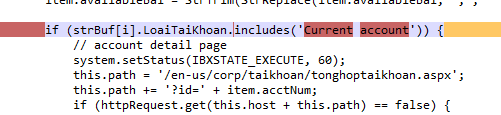 item.availableBal = StrTrim(StrReplace(item.availableBal, ',',
if (strBuf[i].LoaiTaiKhoan.includes('Current account')) {
// account detail page
system.setStatus(IBXSTATE_EXECUTE, 60);
this.path = '/en-us/corp/taikhoan/tonghoptaikhoan.aspx';
this.path += '?id=' + item.acctNum;
if (httpRequest.get(this.host + this.path) == false) {